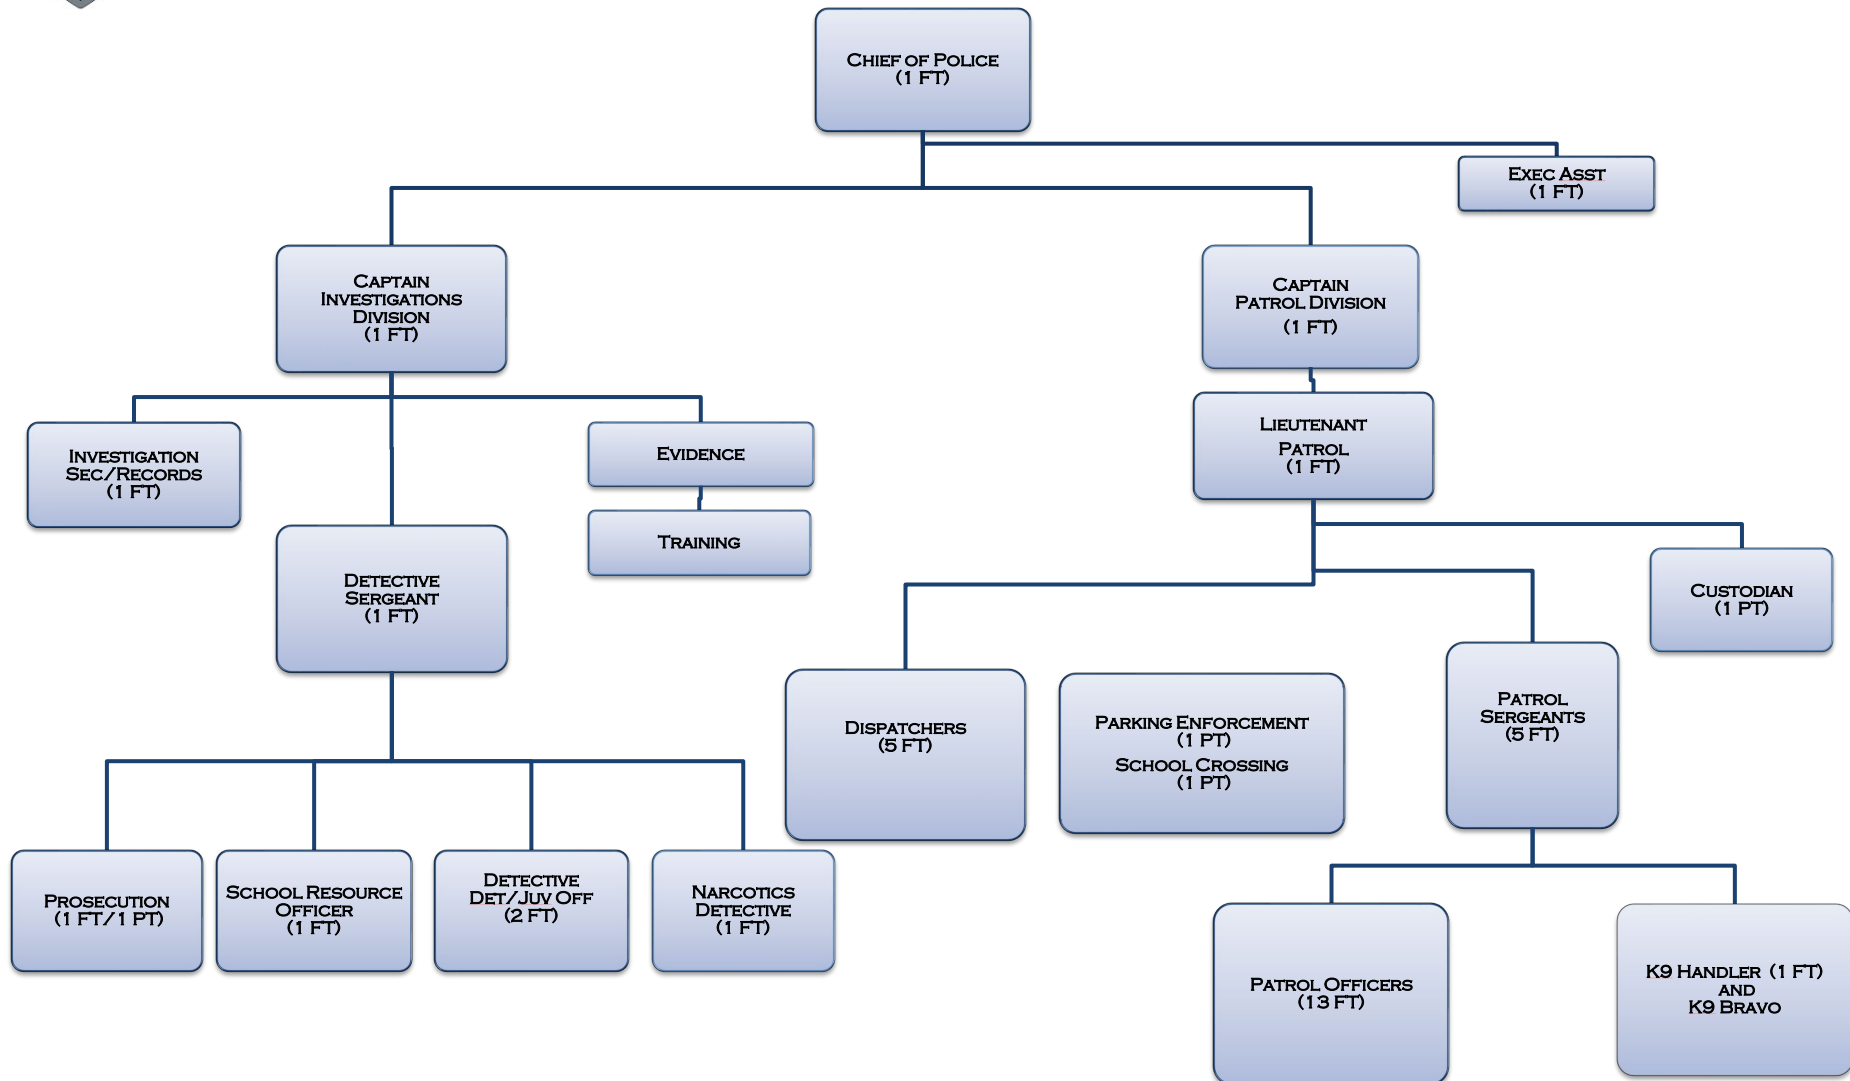 Chief of Police
(1 FT)
Exec Asst
(1 FT)
Captain
Investigations
Division
(1 FT)
Captain
Patrol Division
(1 FT)
Investigation
Sec/Records
(1 FT)
Evidence
Training
Lieutenant
Patrol
(1 FT)
Detective
Sergeant
(1 FT)
Custodian
(1 PT)
Dispatchers
(5 FT)
Parking Enforcement
(1 PT)
School Crossing
(1 PT)
Patrol
Sergeants
(5 FT)
Prosecution
(1 FT/1 PT)
School Resource
Officer
(1 FT)
Detective
Det/Juv Off
(2 FT)
Narcotics
Detective
(1 FT)
Patrol Officers
(13 FT)
K9 Handler (1 FT)
and
K9 Bravo